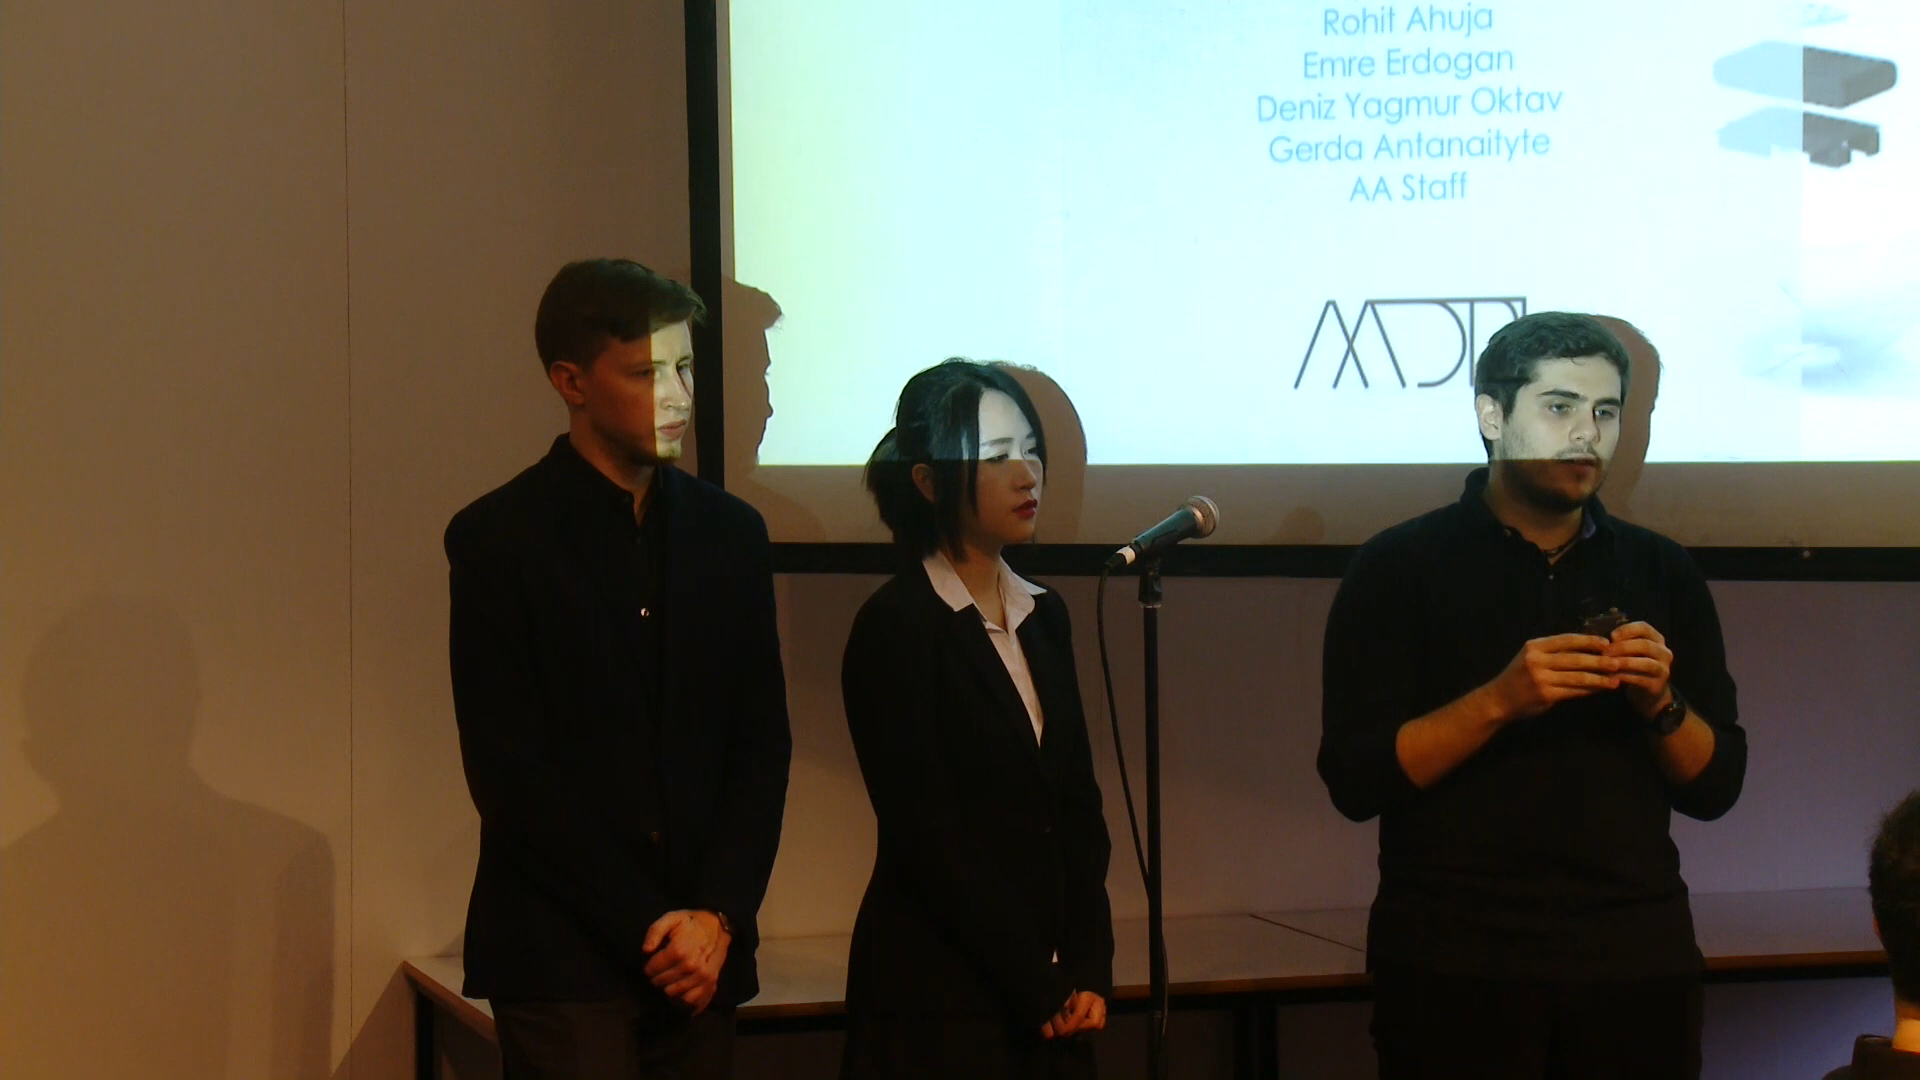 Rohit Ahuja
Emre Erdogan
Deniz Yagmur Oktav
Gerda Antanaityte
AA Staff